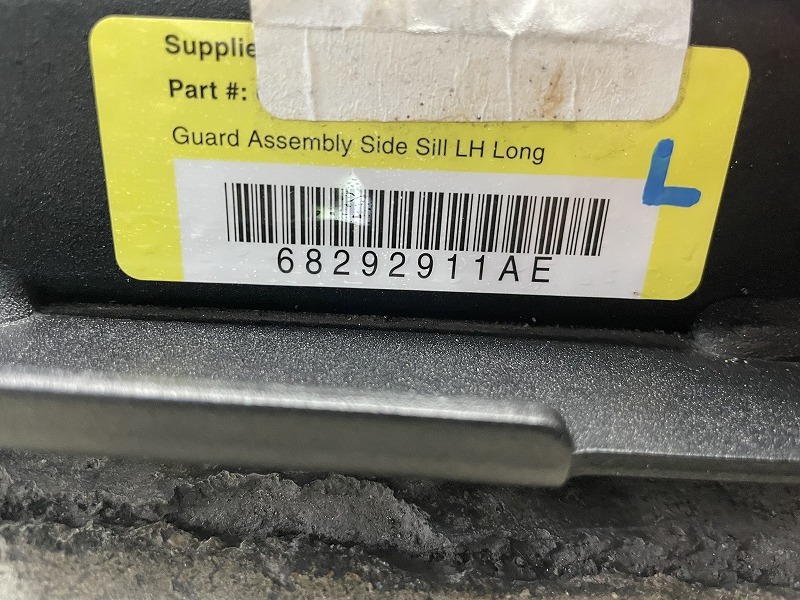 Supplie
Part #:
Guard Assembly Side Sill LH Long
L
68292911AE